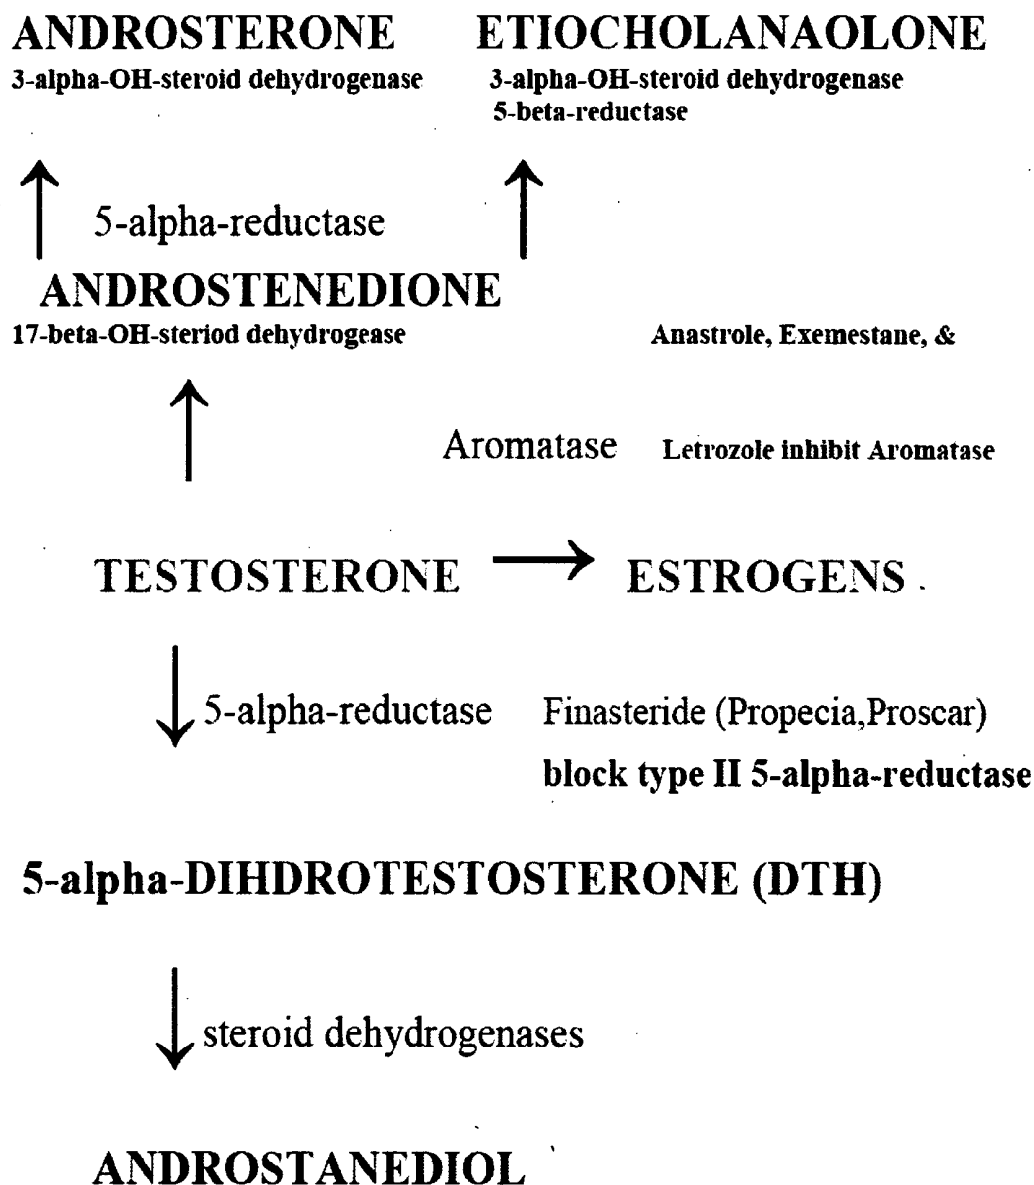 ANDROSTERONE ETIOCHOLANAOLONE
3-alpha-OH-steroid dehydrogenase 3-alpha-OH-steroid dehydrogenase
5-beta-reductase
5-alpha-reductase
ANDROSTENEDIONE
17-beta-OH-steriod dehydrogease Anastrole, Exemestane, &
Aromatase Letrozole inhibit Aromatase
TESTOSTERONE ESTROGENS
5-alpha-reductase Finasteride (Propecia,Proscar)
block type II 5-alpha-reductase
5-alpha-DIHDROTESTOSTERONE (DTH)
steroid dehydrogenases
ANDROSTANEDIOL